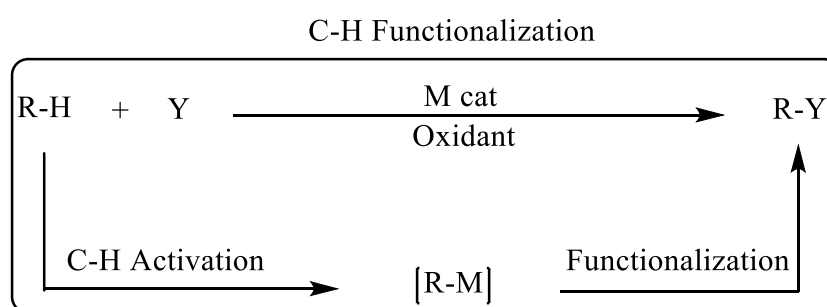 C-H Functionalization
R-H + Y M cat R-Y
Oxidant
C-H Activation [R-M] Functionalization